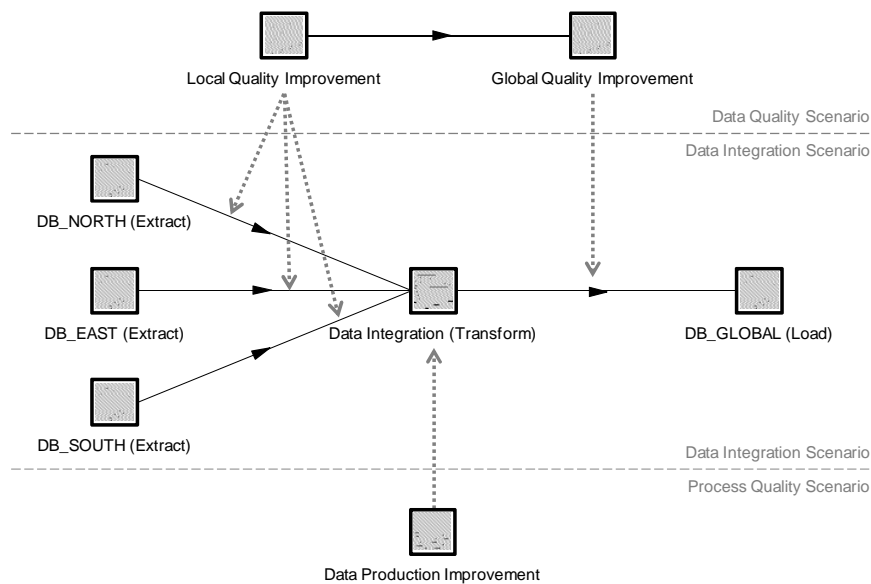 Local Quality Improvement
Global Quality Improvement
Data Quality Scenario
Data Integration Scenario
DB_NORTH (Extract)
DB_EAST (Extract)
Data Integration (Transform)
DB_GLOBAL (Load)
DB_SOUTH (Extract)
Data Integration Scenario
Process Quality Scenario
Data Production Improvement